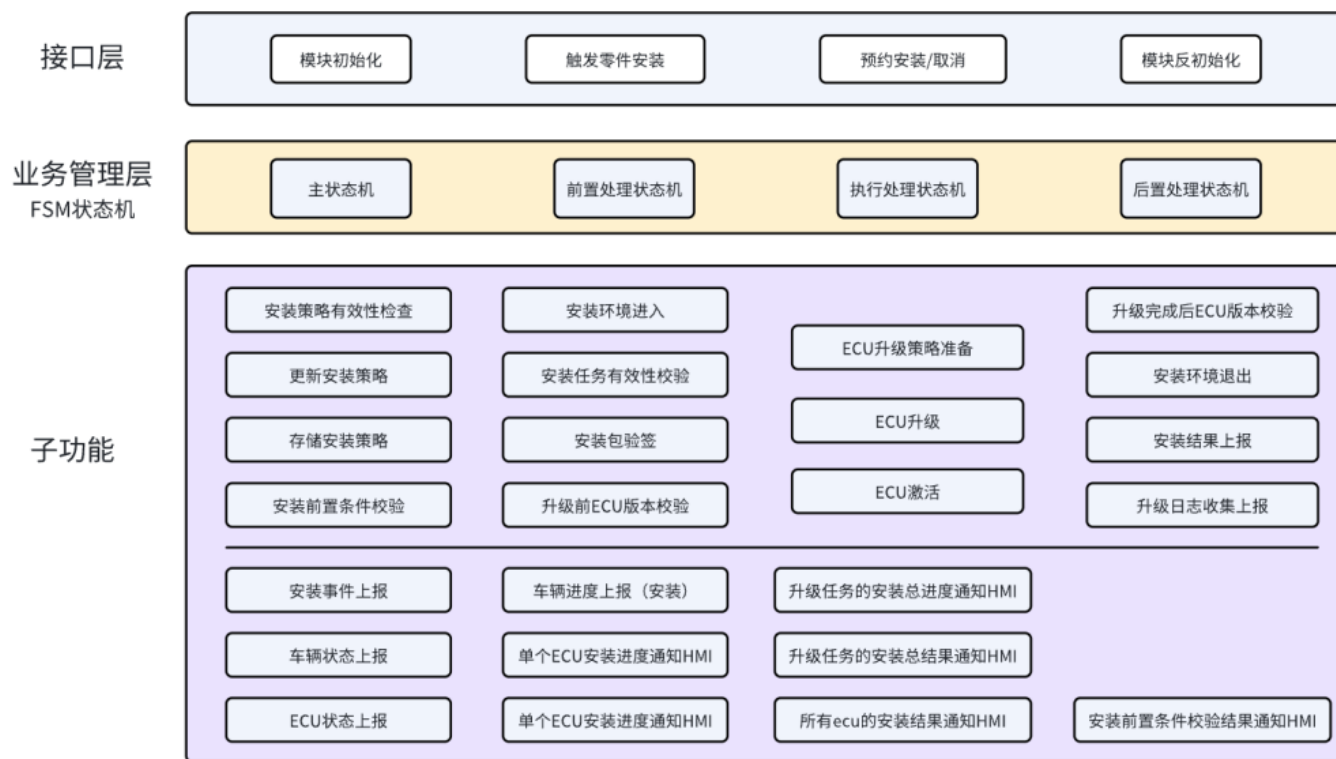 接口层
模块初始化
触发零件安装
预约安装/取消
模块反初始化
业务管理层
FSM状态机
主状态机
前置处理状态机
执行处理状态机
后置处理状态机
子功能
安装策略有效性检查
更新安装策略
存储安装策略
安装前置条件校验
安装环境进入
安装任务有效性校验
安装包验签
升级前ECU版本校验
ECU升级策略准备
ECU升级
ECU激活
升级完成后ECU版本校验
安装环境退出
安装结果上报
升级日志收集上报
安装事件上报
车辆状态上报
ECU状态上报
车辆进度上报（安装）
单个ECU安装进度通知HMI
单个ECU安装进度通知HMI
升级任务的安装总进度通知HMI
升级任务的安装总结果通知HMI
所有ecu的安装结果通知HMI
安装前置条件校验结果通知HMI